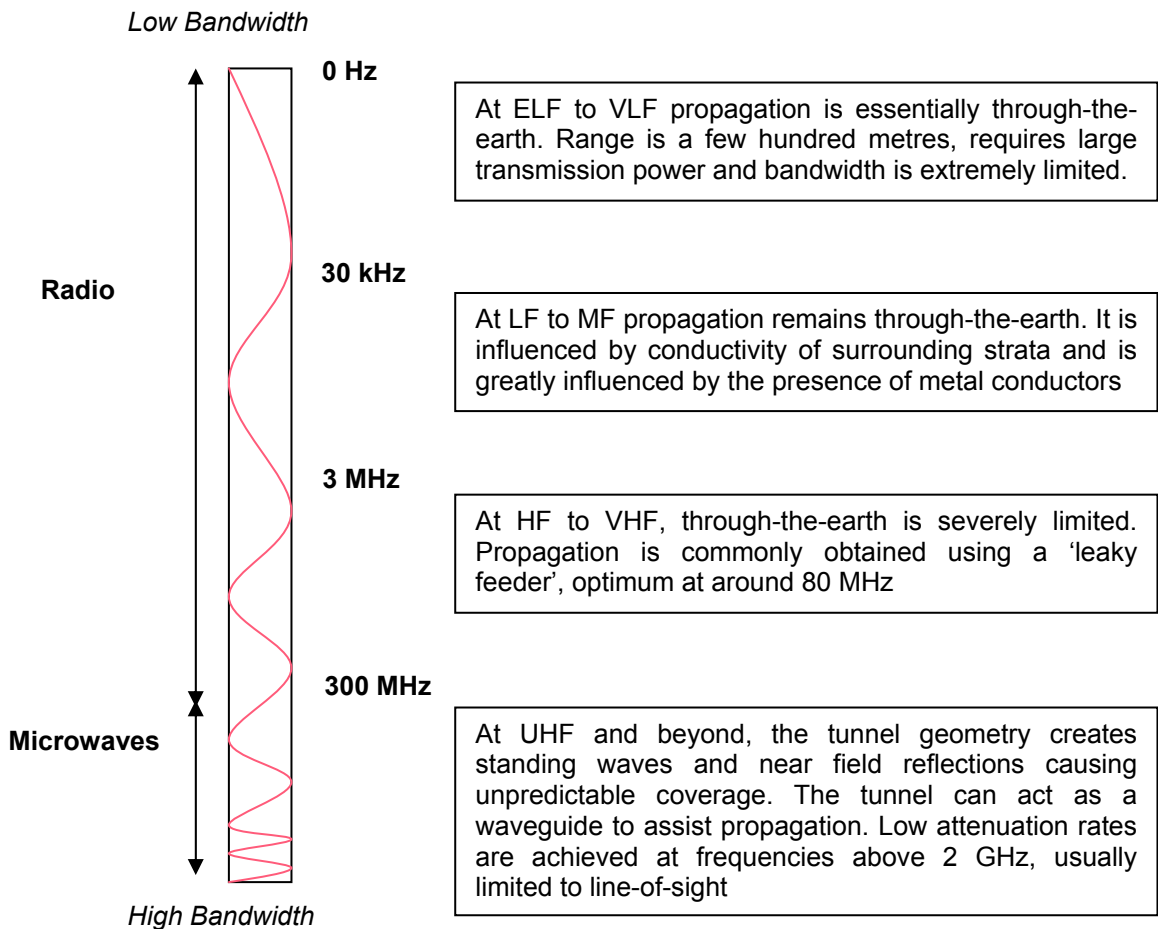 Low Bandwidth
0 Hz
At ELF to VLF propagation is essentially through-the-
earth. Range is a few hundred metres, requires large
transmission power and bandwidth is extremely limited.
30 kHz
Radio
At LF to MF propagation remains through-the-earth. It is
influenced by conductivity of surrounding strata and is
greatly influenced by the presence of metal conductors
3 MHz
At HF to VHF, through-the-earth is severely limited.
Propagation is commonly obtained using a ‘leaky
feeder’, optimum at around 80 MHz
300 MHz
Microwaves
At UHF and beyond, the tunnel geometry creates
standing waves and near field reflections causing
unpredictable coverage. The tunnel can act as a
waveguide to assist propagation. Low attenuation rates
are achieved at frequencies above 2 GHz, usually
limited to line-of-sight
High Bandwidth